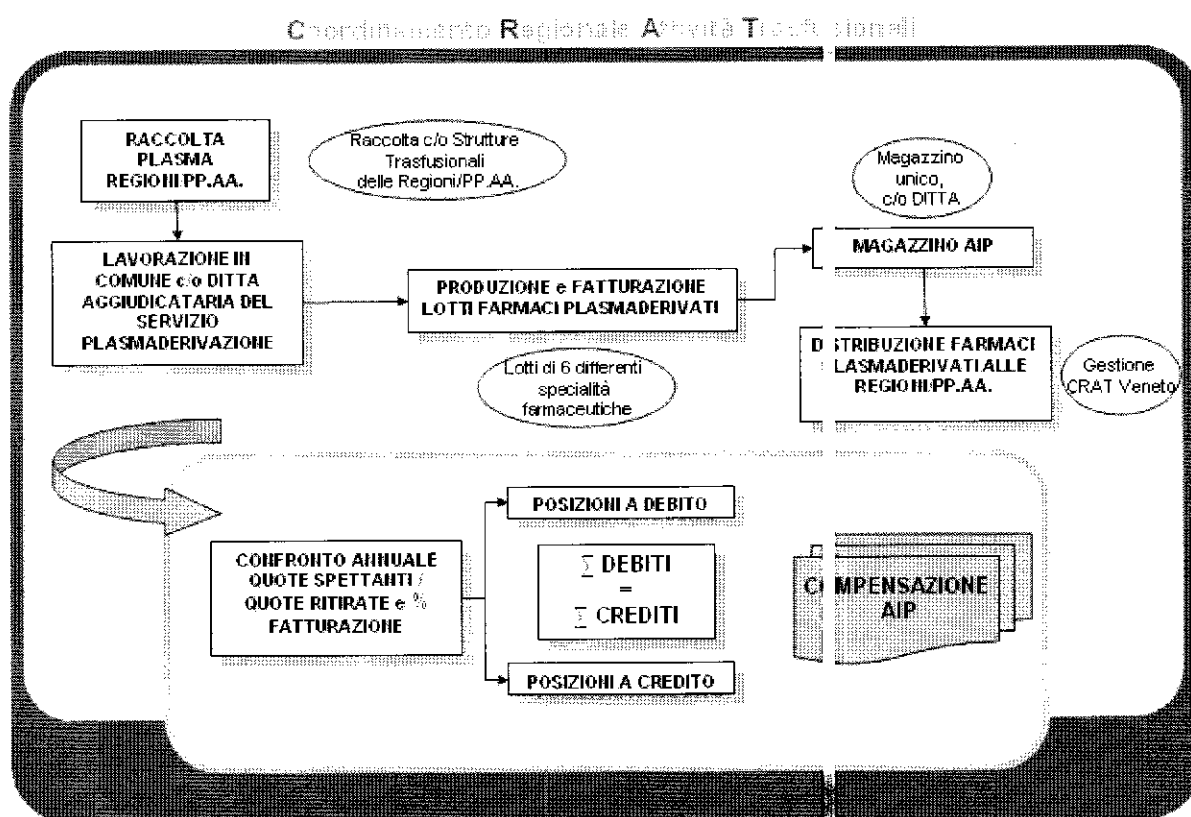 Coordinamento Regionale Attività Trasfusionali
RACCOLTA
PLASMA
REGIONI/PP.AA.
Raccolta c/o Strutture
Trasfusionali
delle Regioni/PP.AA.
Magazzino
unico,
c/o DITTA
LAVORAZIONE IN
COMUNE c/o DITTA
AGGIUDICATARIA DEL
SERVIZIO
PLASMADERIVAZIONE
PRODUZIONE e FATTURAZIONE
LOTTI FARMACI PLASMADERIVATI
MAGAZZINO AIP
Lotti di 6 differenti
specialità
farmaceutiche
DISTRIBUZIONE FARMACI
PLASMADERIVATI ALLE
REGIONI/PP.AA.
Gestione
CRAT Veneto
POSIZIONI A DEBITO
CONFRONTO ANNUALE
QUOTE SPETTANTI /
QUOTE RITIRATE e %
FATTURAZIONE
∑ DEBITI
=
∑ CREDITI
COMPENSAZIONE
AIP
POSIZIONI A CREDITO